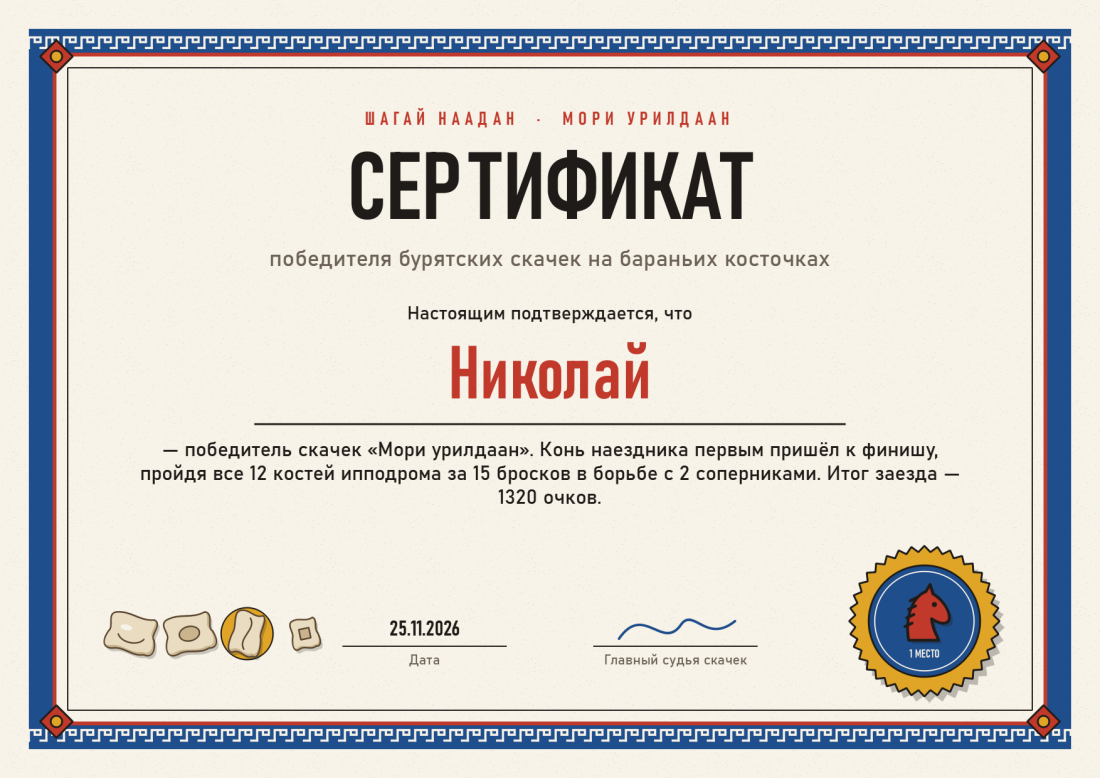 ШАГАЙ НААДАН · МОРИ УРИЛДААН
СЕРТИФИКАТ
победителя бурятских скачек на бараньих косточках
Настоящим подтверждается, что
Николай
— победитель скачек «Мори урилдаан». Конь наездника первым пришёл к финишу,
пройдя все 12 костей ипподрома за 15 бросков в борьбе с 2 соперниками. Итог заезда —
1320 очков.
25.11.2026
Дата
Главный судья скачек
1 МЕСТО